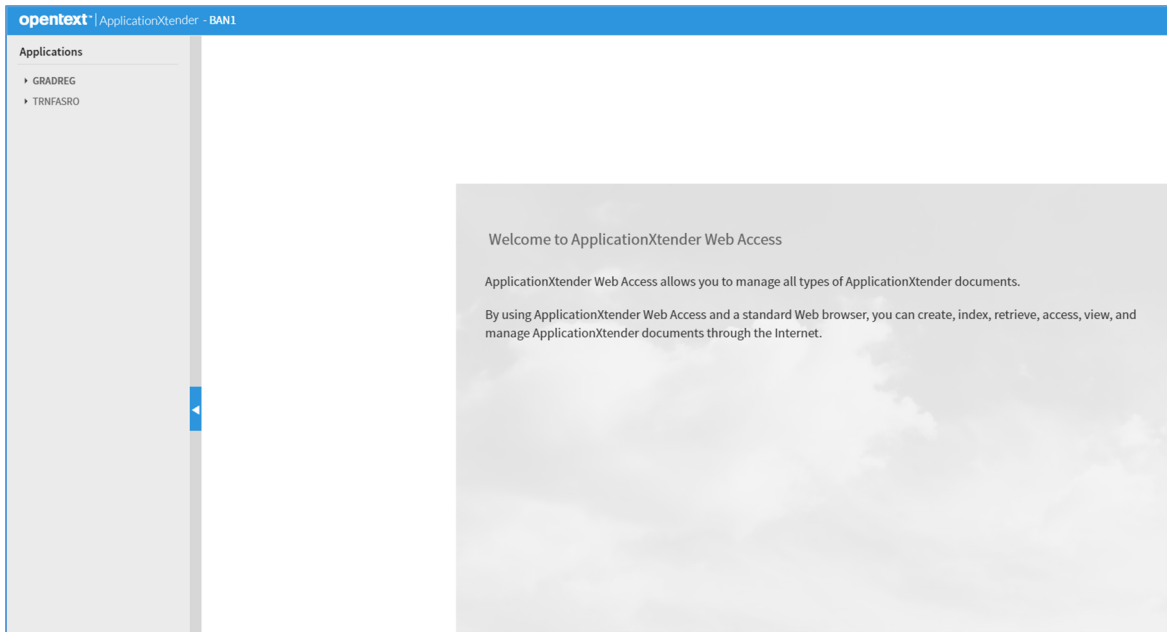 opentext™ | ApplicationXtender - BAN1
Applications
GRADREG
TRNFASRO
Welcome to ApplicationXtender Web Access
ApplicationXtender Web Access allows you to manage all types of ApplicationXtender documents.
By using ApplicationXtender Web Access and a standard Web browser, you can create, index, retrieve, access, view, and
manage ApplicationXtender documents through the Internet.